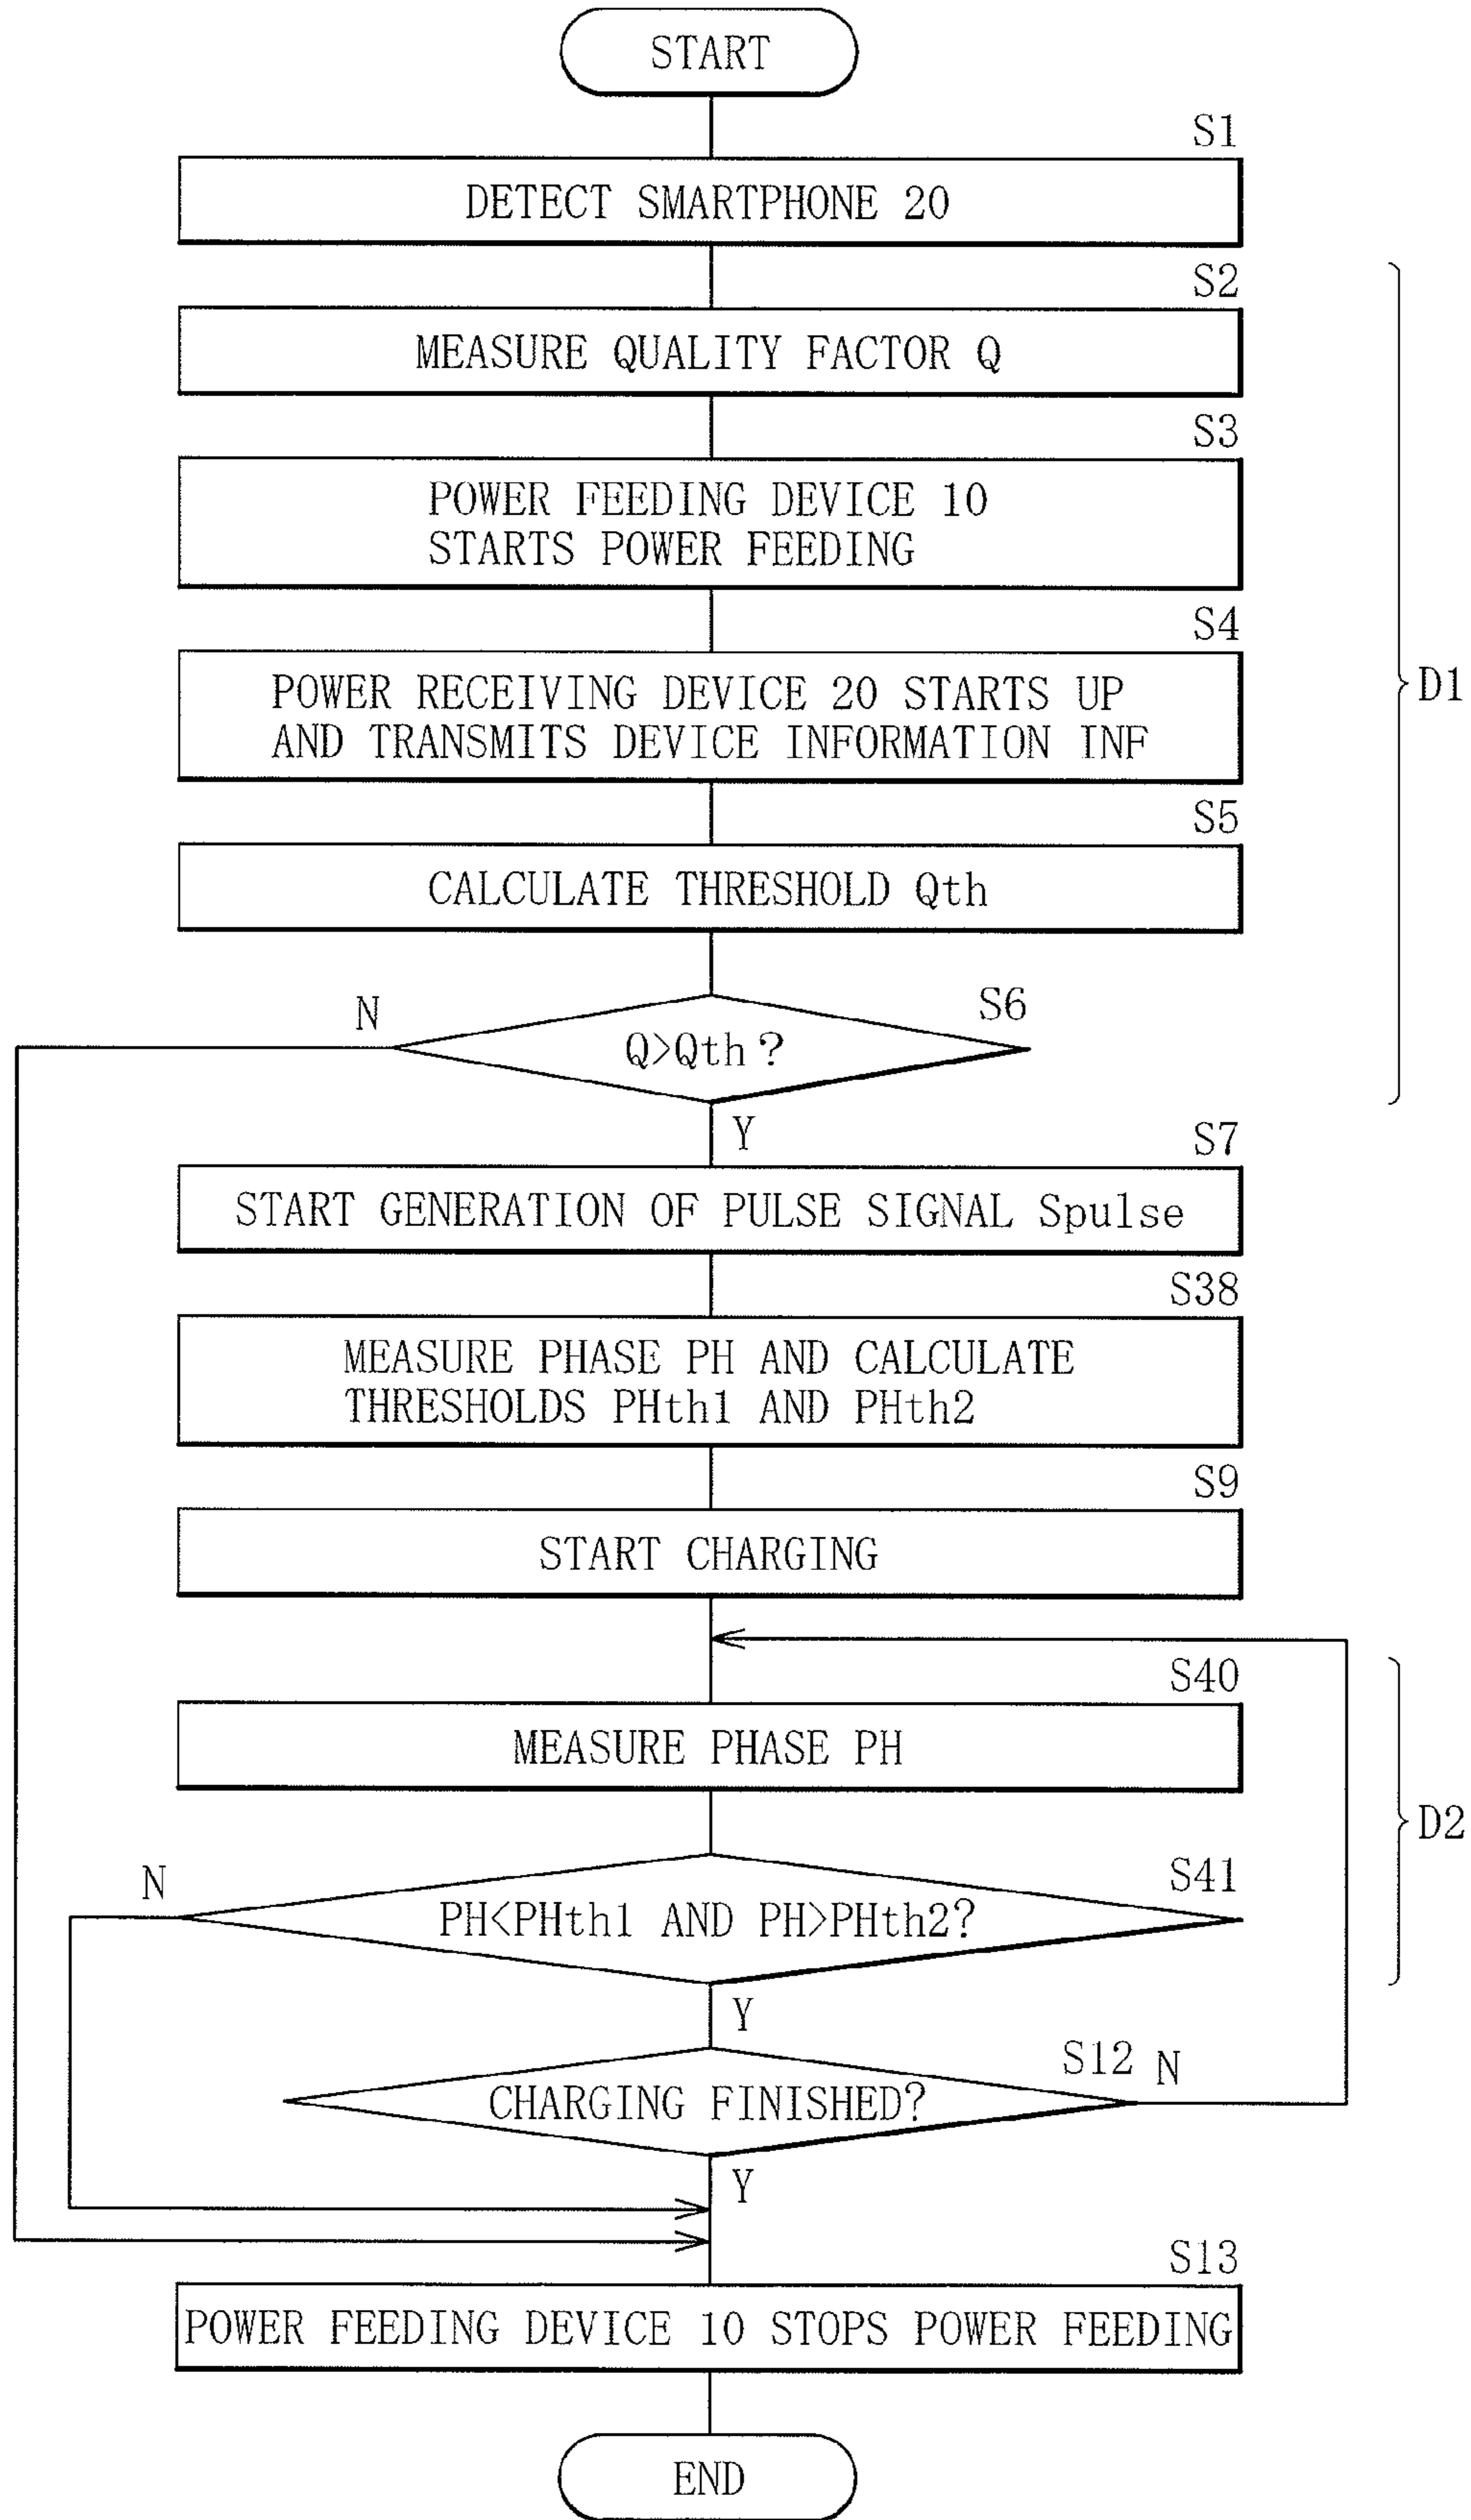 START
S1
DETECT SMARTPHONE 20
S2
MEASURE QUALITY FACTOR Q
S3
POWER FEEDING DEVICE 10
STARTS POWER FEEDING
S4
POWER RECEIVING DEVICE 20 STARTS UP
AND TRANSMITS DEVICE INFORMATION INF
D1
S5
CALCULATE THRESHOLD Qth
S6
N
Q>Qth?
Y
S7
START GENERATION OF PULSE SIGNAL Spulse
S38
MEASURE PHASE PH AND CALCULATE
THRESHOLDS PHth1 AND PHth2
S9
START CHARGING
S40
MEASURE PHASE PH
D2
S41
N
PH<PHth1 AND PH>PHth2?
Y
S12 N
CHARGING FINISHED?
Y
S13
POWER FEEDING DEVICE 10 STOPS POWER FEEDING
END